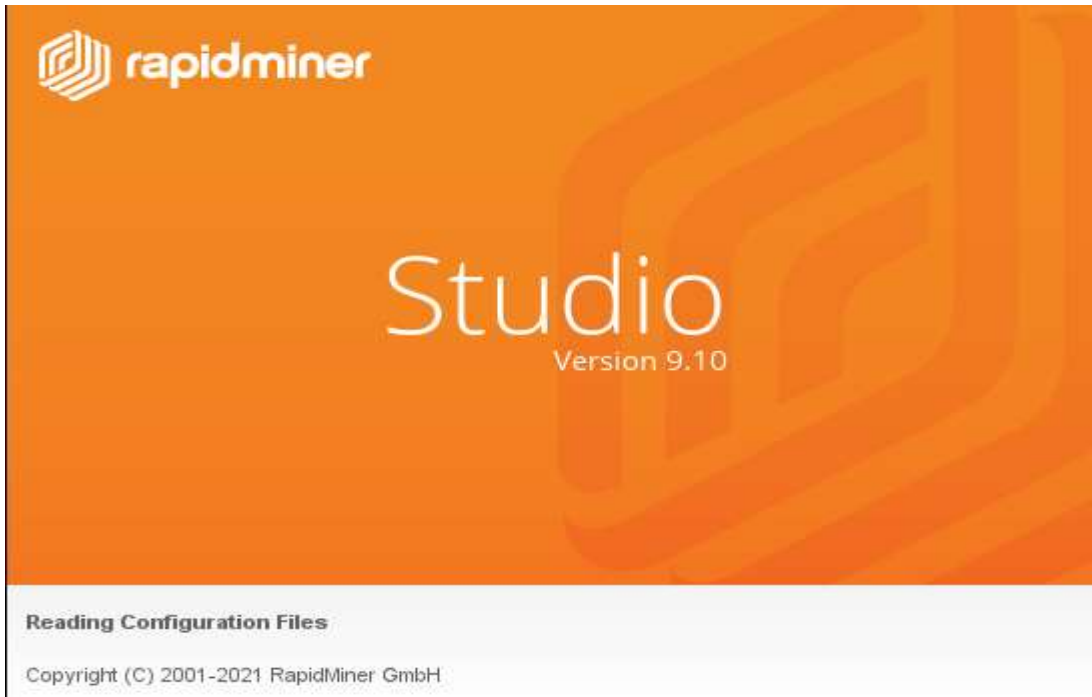 rapidminer
Studio
Version 9.10
Reading Configuration Files
Copyright (C) 2001-2021 RapidMiner GmbH